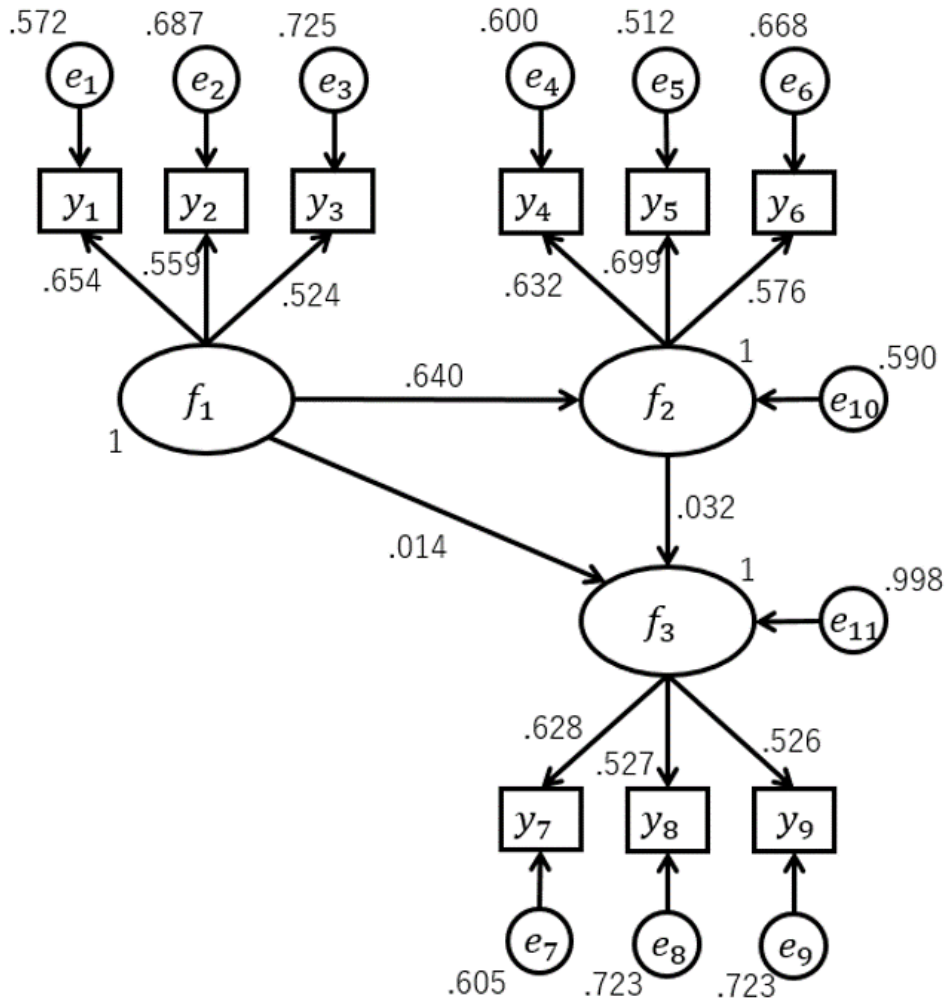 .572 .687 .725 .600 .512 .668
e₁ e₂ e₃ e₄ e₅ e₆
y₁ y₂ y₃ y₄ y₅ y₆
.654 .559 .524 .632 .699 .576
f₁ .640 f₂ 1 e₁₀ .590
1
.014 .032
f₃ 1 e₁₁ .998
.628 .527 .526
y₇ y₈ y₉
e₇ e₈ e₉
.605 .723 .723